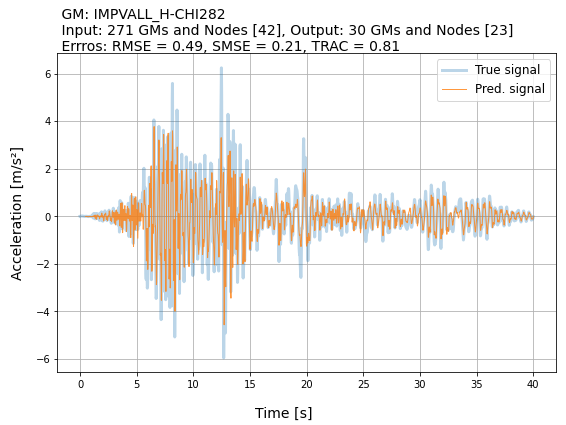 GM: IMPVALL_H-CHI282
Input: 271 GMs and Nodes [42], Output: 30 GMs and Nodes [23]
Errros: RMSE = 0.49, SMSE = 0.21, TRAC = 0.81
True signal
Pred. signal
Acceleration [m/s²]
6
4
2
0
−2
−4
−6
0 5 10 15 20 25 30 35 40
Time [s]